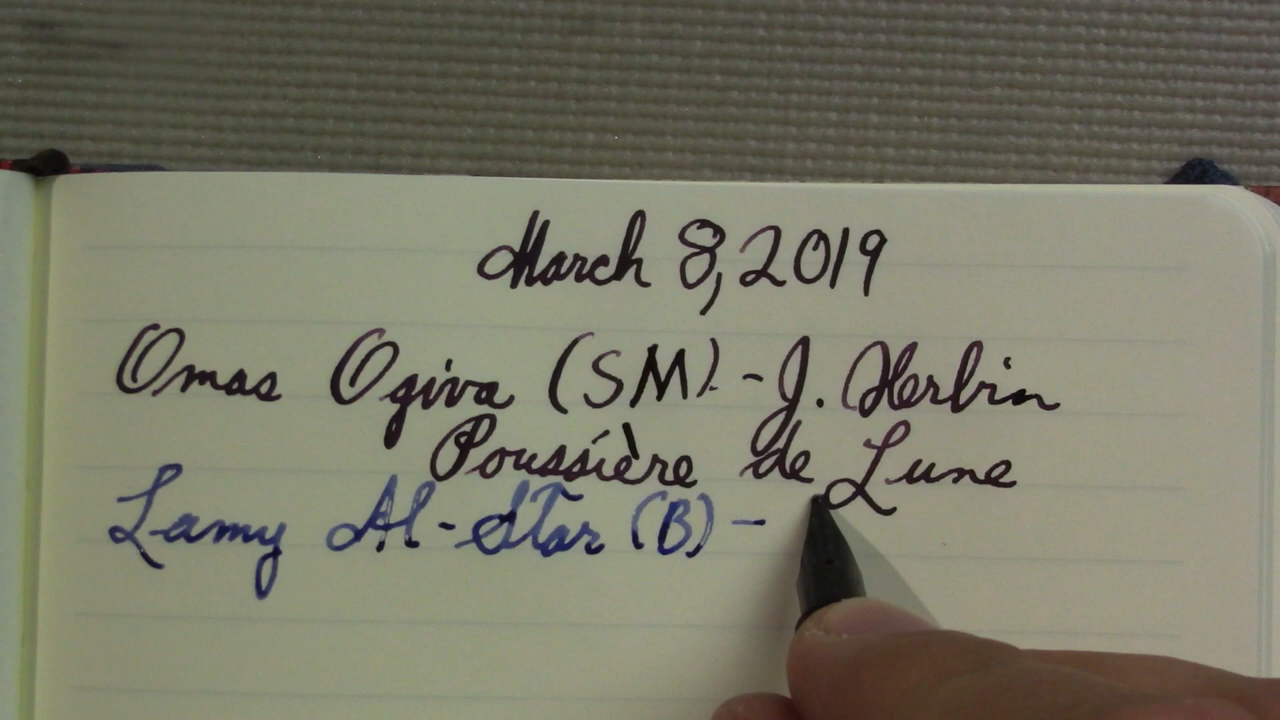 March 8, 2019
Omas Ogiva (SM) - J. Herbin
Poussière de Lune
Lamy Al-Star (B) -